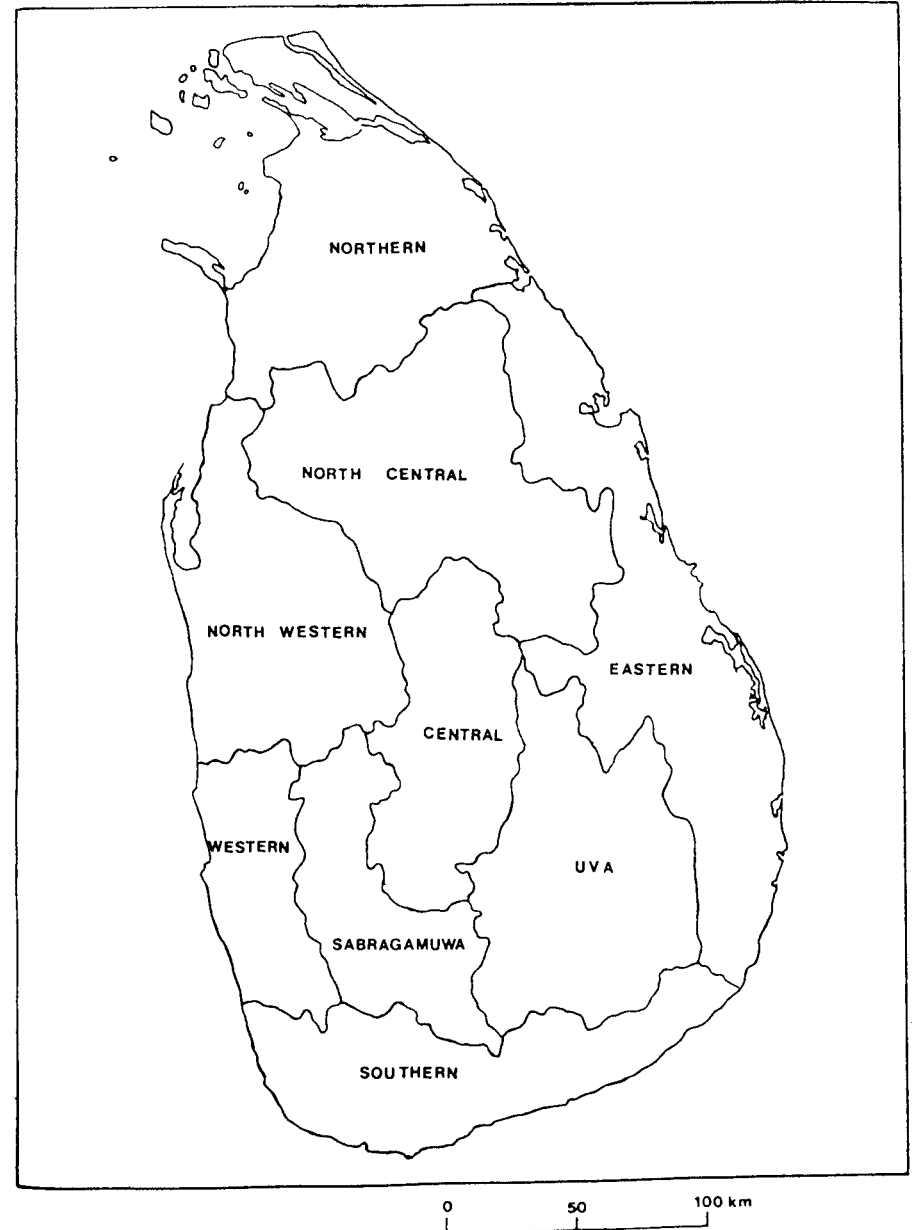 NORTHERN
NORTH CENTRAL
NORTH WESTERN
EASTERN
CENTRAL
WESTERN
UVA
SABRAGAMUWA
SOUTHERN
0 50 100 km